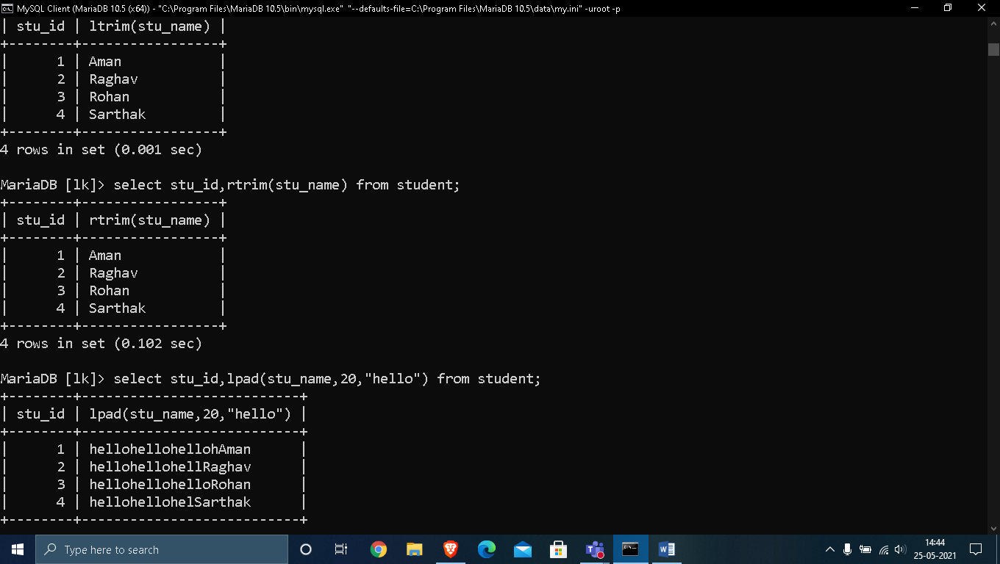 MySQL Client (MariaDB 10.5 (x64)) - "C:\Program Files\MariaDB 10.5\bin\mysql.exe"  "--defaults-file=C:\Program Files\MariaDB 10.5\data\my.ini" -uroot -p
| stu_id | ltrim(stu_name) |
+--------+-----------------+
|      1 | Aman            |
|      2 | Raghav          |
|      3 | Rohan           |
|      4 | Sarthak         |
+--------+-----------------+
4 rows in set (0.001 sec)
MariaDB [lk]> select stu_id,rtrim(stu_name) from student;
+--------+-----------------+
| stu_id | rtrim(stu_name) |
+--------+-----------------+
|      1 | Aman            |
|      2 | Raghav          |
|      3 | Rohan           |
|      4 | Sarthak         |
+--------+-----------------+
4 rows in set (0.102 sec)
MariaDB [lk]> select stu_id,lpad(stu_name,20,"hello") from student;
+--------+---------------------------+
| stu_id | lpad(stu_name,20,"hello") |
+--------+---------------------------+
|      1 | hellohellohellohAman      |
|      2 | hellohellohellRaghav      |
|      3 | hellohellohelloRohan      |
|      4 | hellohellohelSarthak      |
+--------+---------------------------+
Type here to search
14:44
25-05-2021